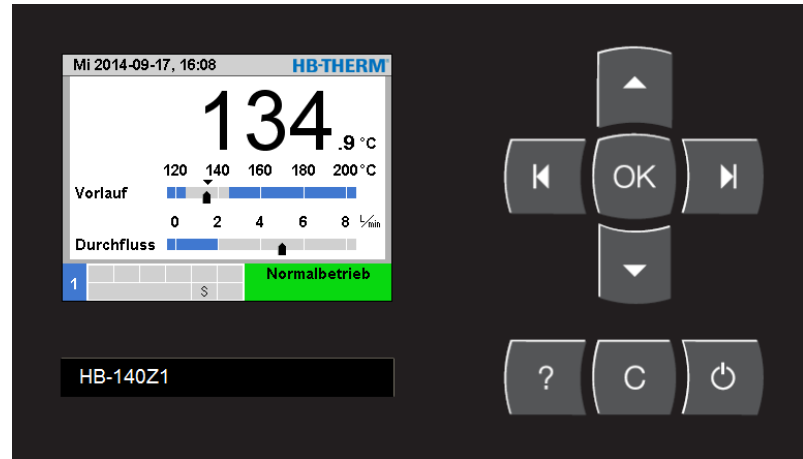 Mi 2014-09-17, 16:08 HB-THERM®
134.9 °C
120 140 160 180 200°C
Vorlauf
0 2 4 6 8 L/min
Durchfluss
1 S Normalbetrieb
OK
HB-140Z1
? C